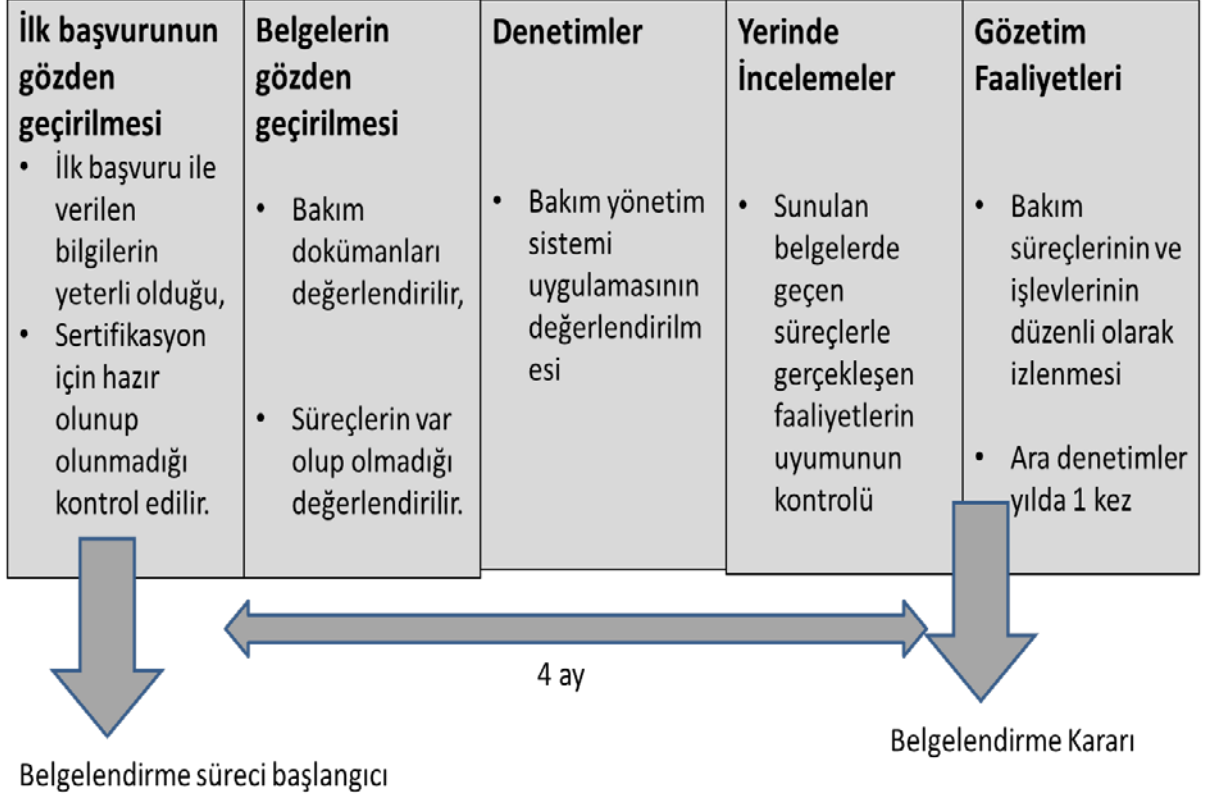 İlk başvurunun
gözden
geçirilmesi
• İlk başvuru ile
verilen
bilgilerin
yeterli olduğu,
• Sertifikasyon
için hazır
olunup
olunmadığı
kontrol edilir.
Belgelerin
gözden
geçirilmesi
• Bakım
dokümanları
değerlendirilir,
• Süreçlerin var
olup olmadığı
değerlendirilir.
Denetimler
• Bakım yönetim
sistemi
uygulamasının
değerlendirilm
esi
Yerinde
İncelemeler
• Sunulan
belgelerde
geçen
süreçlerle
gerçekleşen
faaliyetlerin
uyumunun
kontrolü
Gözetim
Faaliyetleri
• Bakım
süreçlerinin ve
işlevlerinin
düzenli olarak
izlenmesi
• Ara denetimler
yılda 1 kez
4 ay
Belgelendirme Kararı
Belgelendirme süreci başlangıcı